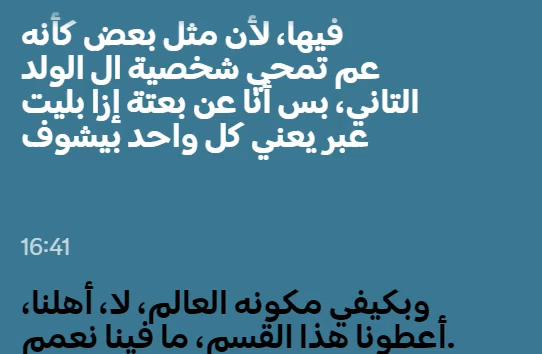 فيها، لأن مثل بعض كأنه
عم تمحي شخصية ال الولد
التاني، بس أنا عن بعتة إزا بليت
عبر يعني كل واحد بيشوف
16:41
وبكيفي مكونه العالم، لا، أهلنا،
أعطونا هذا القسم، ما فينا نعمم.